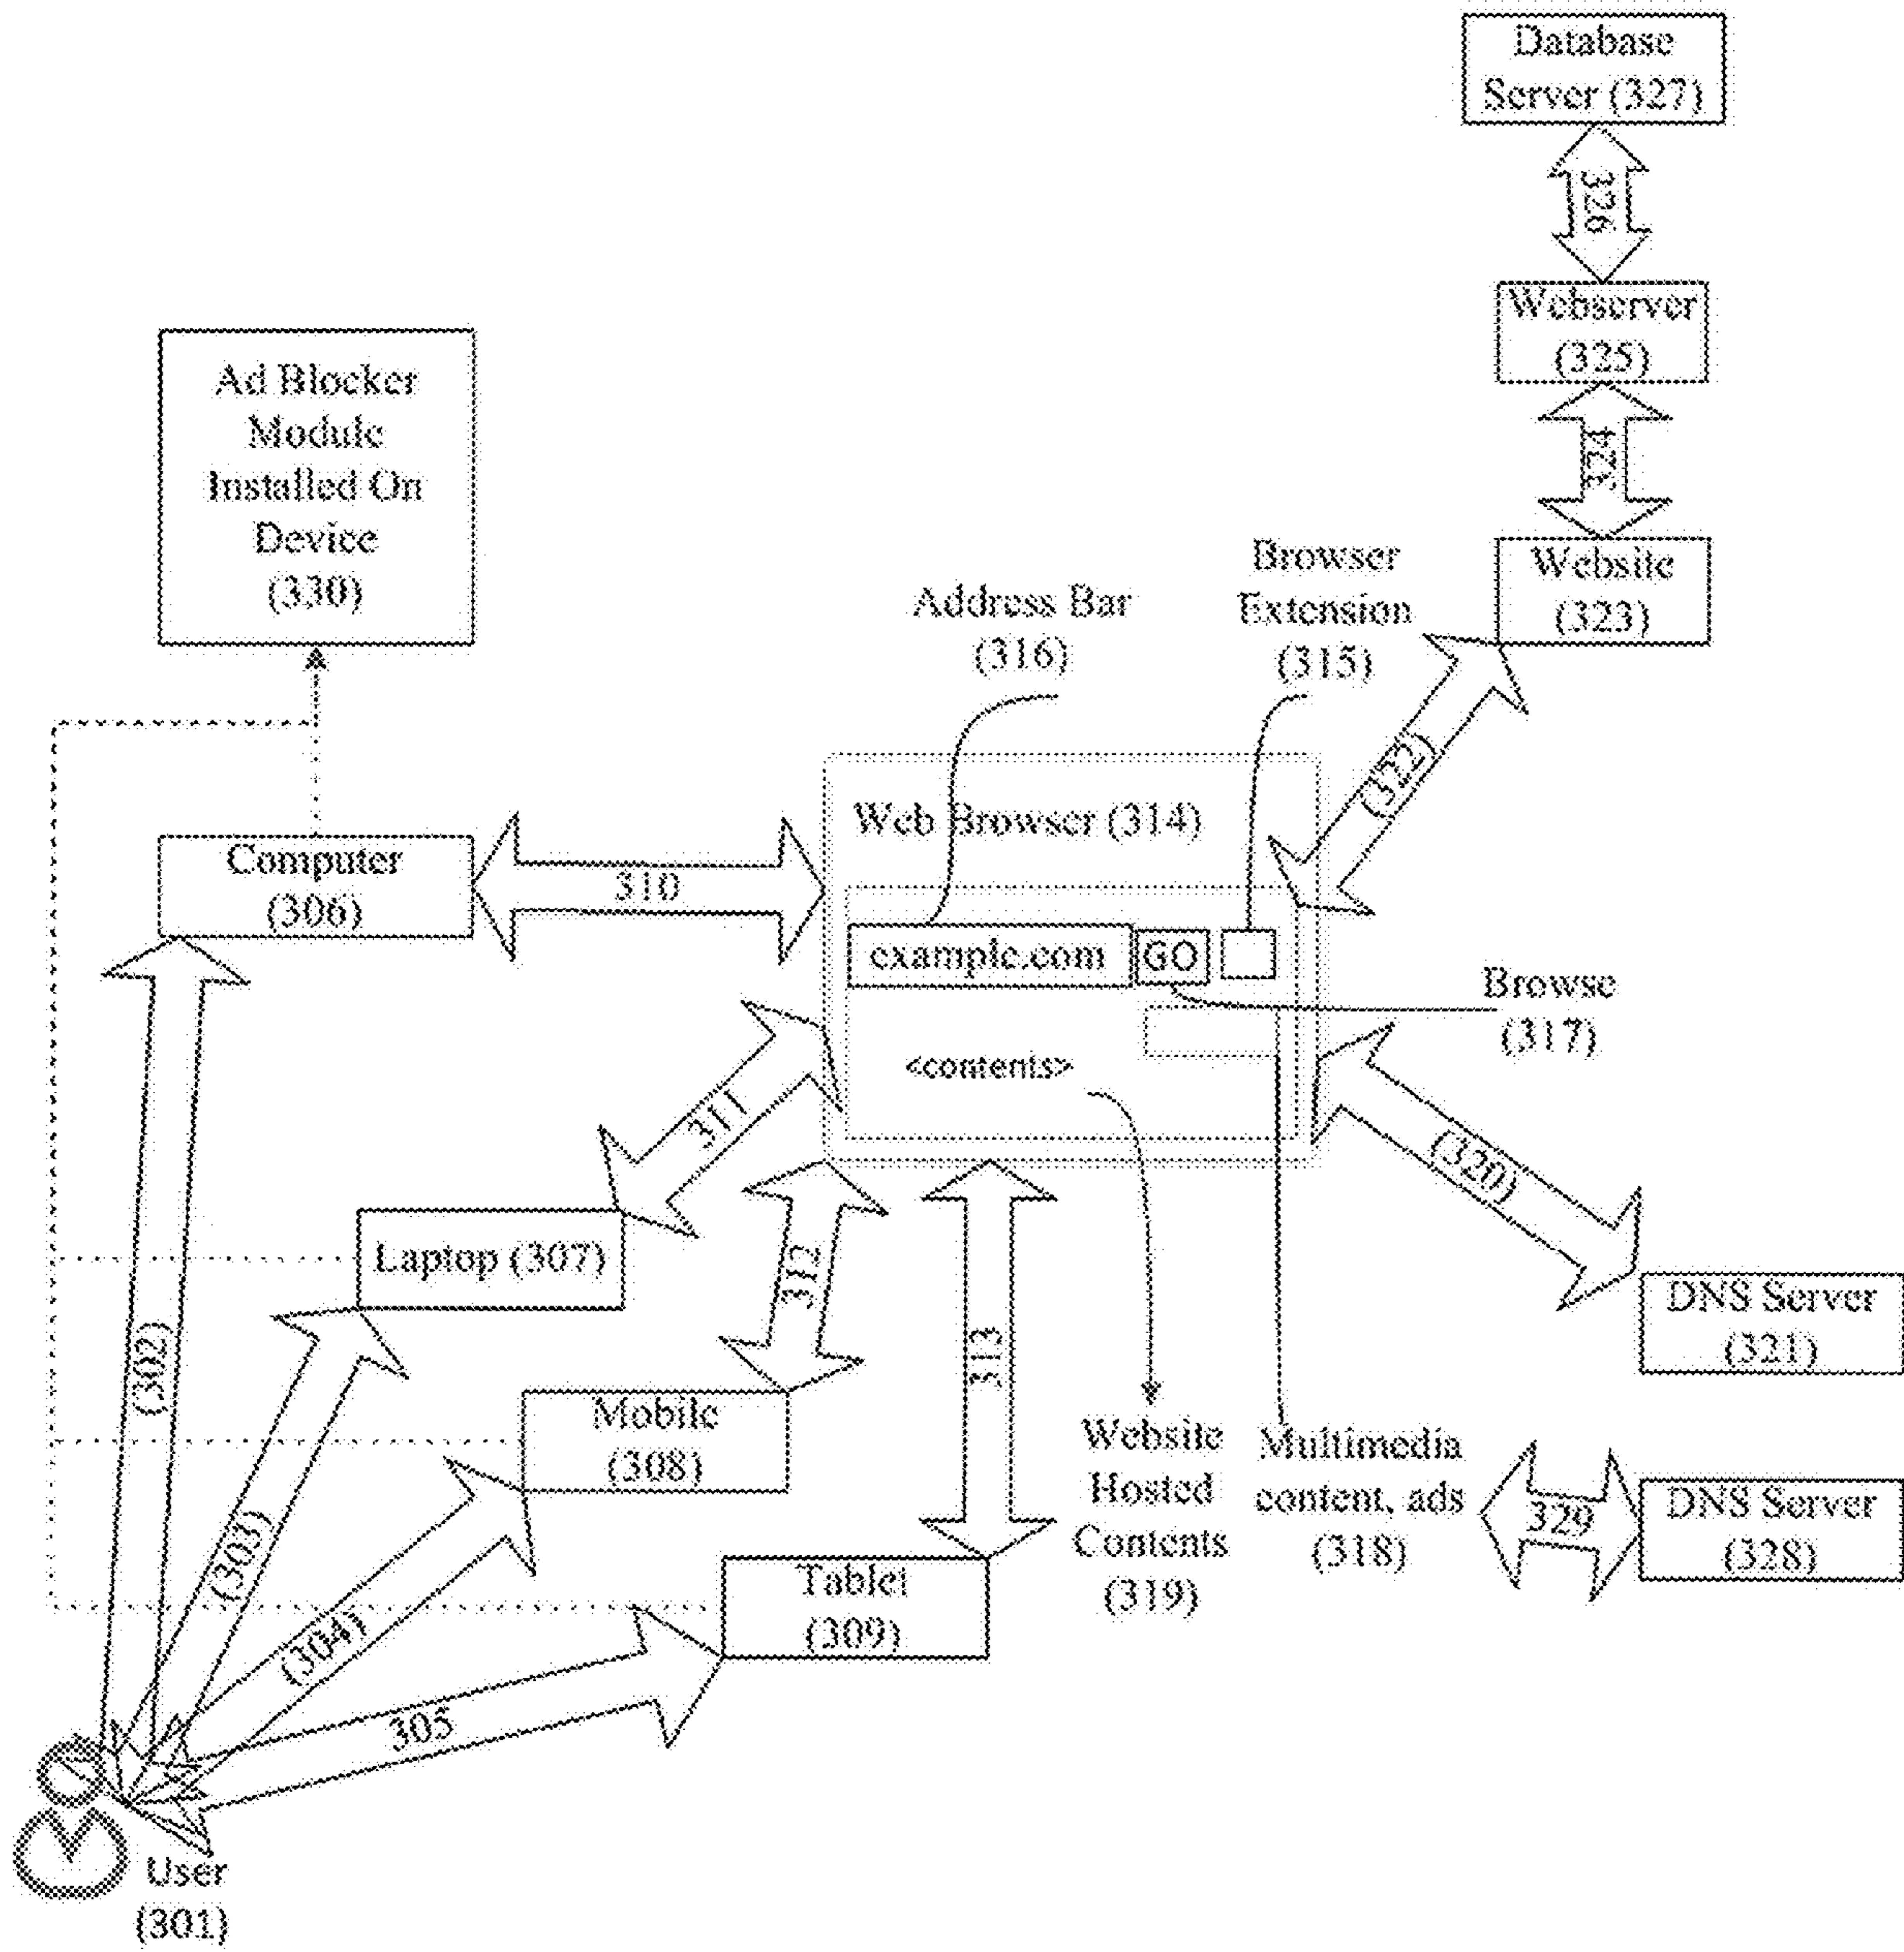 Database
Server (327)
326
Webserver
(325)
324
Website
(323)
Ad Blocker
Module
Installed On
Device
(330)
Address Bar
(316)
Browser
Extension
(315)
(322)
Web Browser (314)
Computer
(306)
310
example.com
GO
Browse
(317)
<contents>
311
(320)
Laptop (307)
312
313
DNS Server
(321)
(302)
Mobile
(308)
Website
Hosted
Contents
(319)
Multimedia
content, ads
(318)
329
DNS Server
(328)
(303)
Tablet
(309)
(304)
305
User
(301)